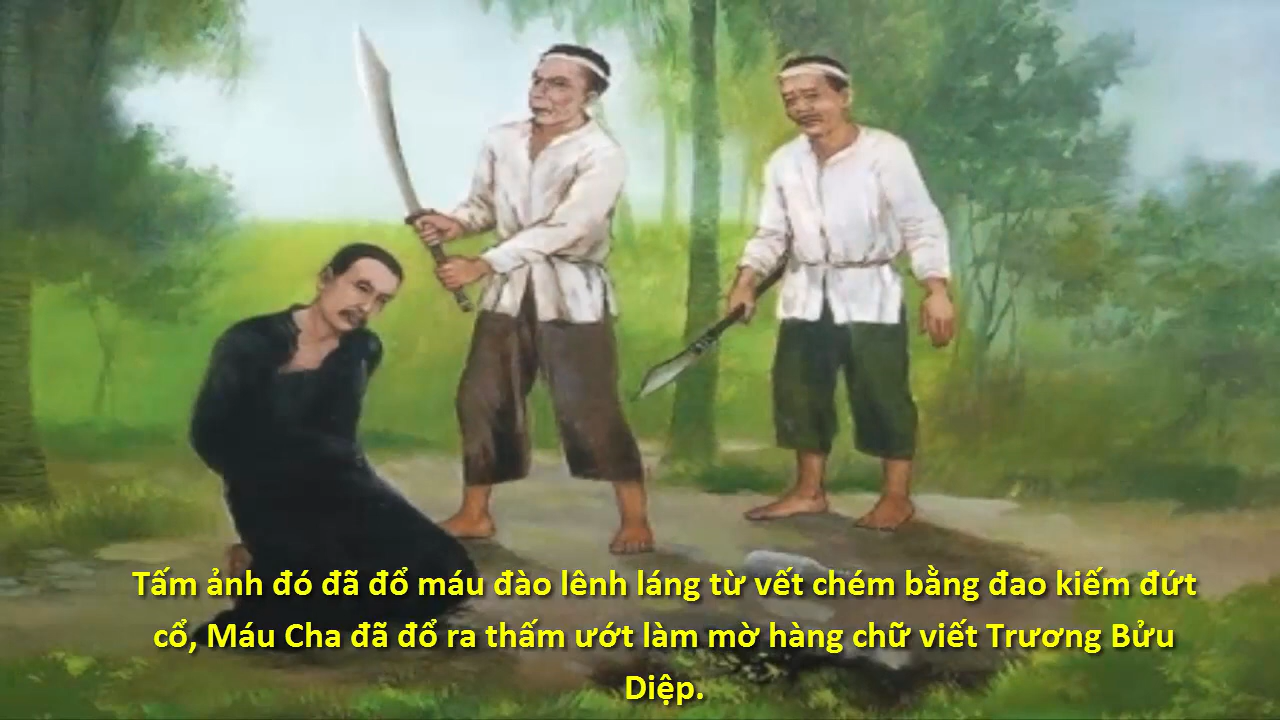 Tấm ảnh đó đã đổ máu đào lênh láng từ vết chém bằng đao kiếm đứt
cổ, Máu Cha đã đổ ra thấm ướt làm mờ hàng chữ viết Trương Bửu
Diệp.